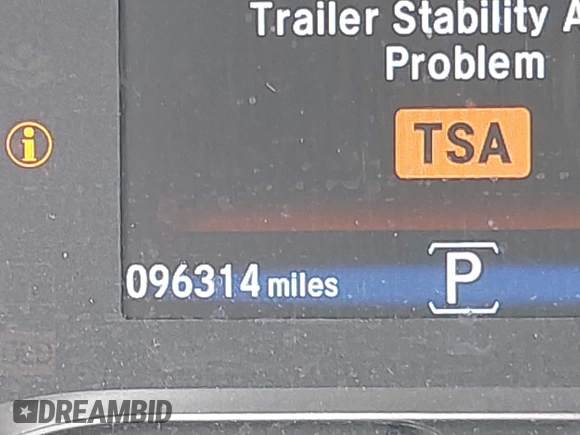 Trailer Stability A
Problem
TSA
096314 miles
P
DREAMBID